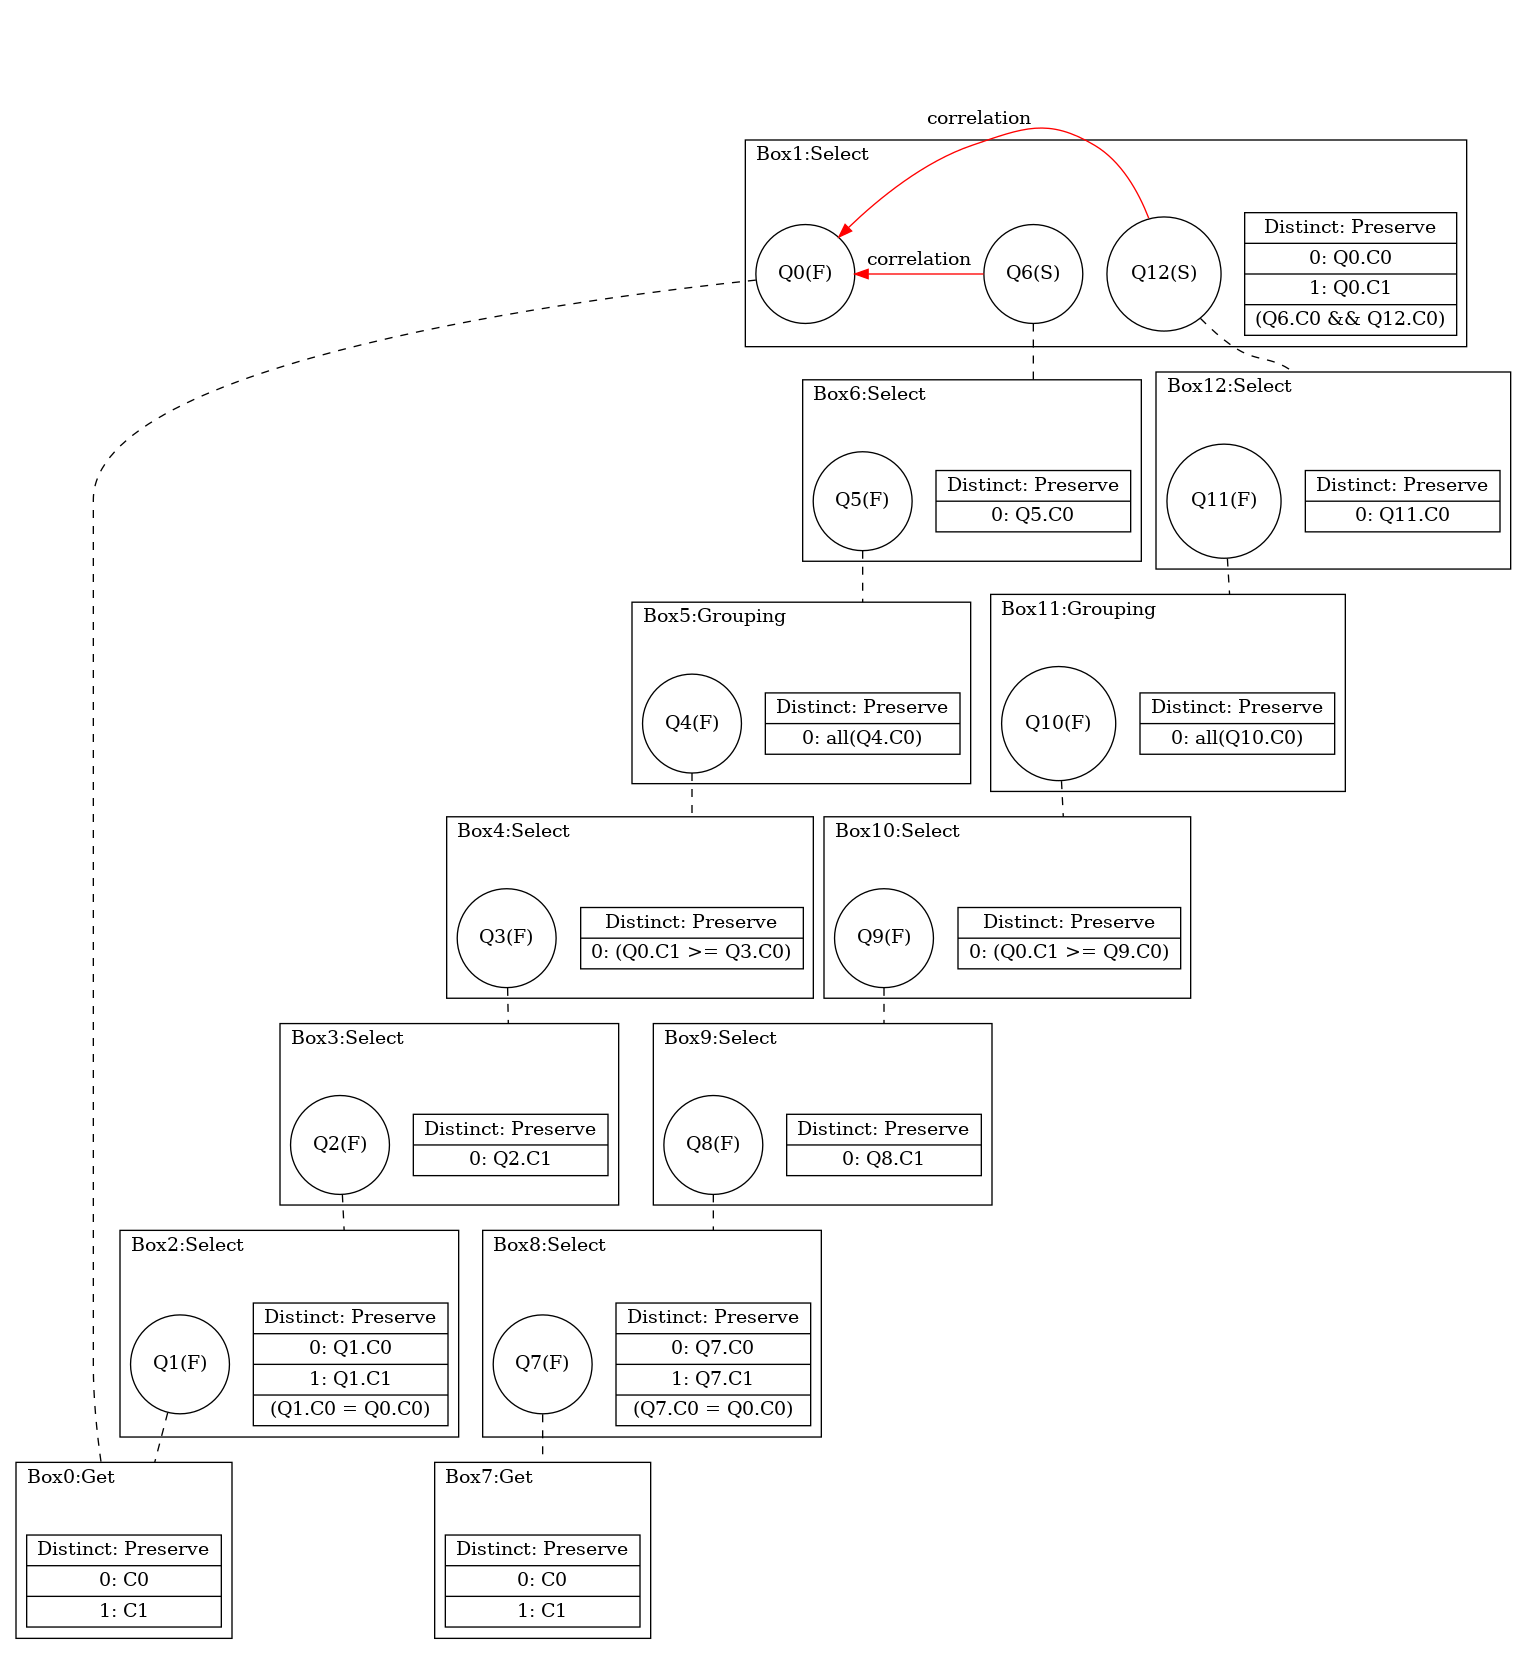 correlation
Box1:Select
Q0(F)
correlation
Q6(S)
Q12(S)
Distinct: Preserve
0: Q0.C0
1: Q0.C1
(Q6.C0 && Q12.C0)
Box6:Select
Q5(F)
Distinct: Preserve
0: Q5.C0
Box12:Select
Q11(F)
Distinct: Preserve
0: Q11.C0
Box5:Grouping
Q4(F)
Distinct: Preserve
0: all(Q4.C0)
Box11:Grouping
Q10(F)
Distinct: Preserve
0: all(Q10.C0)
Box4:Select
Q3(F)
Distinct: Preserve
0: (Q0.C1 >= Q3.C0)
Box10:Select
Q9(F)
Distinct: Preserve
0: (Q0.C1 >= Q9.C0)
Box3:Select
Q2(F)
Distinct: Preserve
0: Q2.C1
Box9:Select
Q8(F)
Distinct: Preserve
0: Q8.C1
Box2:Select
Q1(F)
Distinct: Preserve
0: Q1.C0
1: Q1.C1
(Q1.C0 = Q0.C0)
Box8:Select
Q7(F)
Distinct: Preserve
0: Q7.C0
1: Q7.C1
(Q7.C0 = Q0.C0)
Box0:Get
Distinct: Preserve
0: C0
1: C1
Box7:Get
Distinct: Preserve
0: C0
1: C1